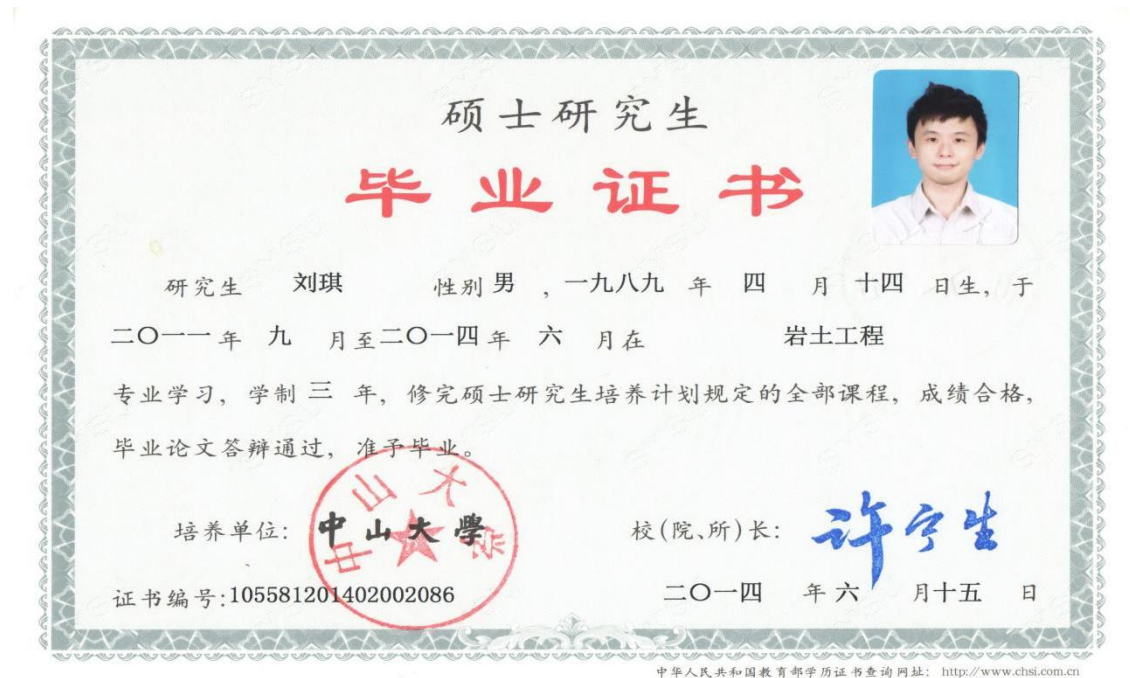 硕士研究生
毕业证书
研究生 刘琪 性别 男 ，一九八九 年 四 月 十四 日生，于
二〇一一 年 九 月至 二〇一四 年 六 月在 岩土工程
专业学习，学制 三 年，修完硕士研究生培养计划规定的全部课程，成绩合格，
毕业论文答辩通过，准予毕业。
中山大学
培养单位： 中山大學 校(院、所)长： 许宁生
证书编号:105581201402002086 二〇一四 年 六 月 十五 日
中华人民共和国教育部学历证书查询网址： http://www.chsi.com.cn